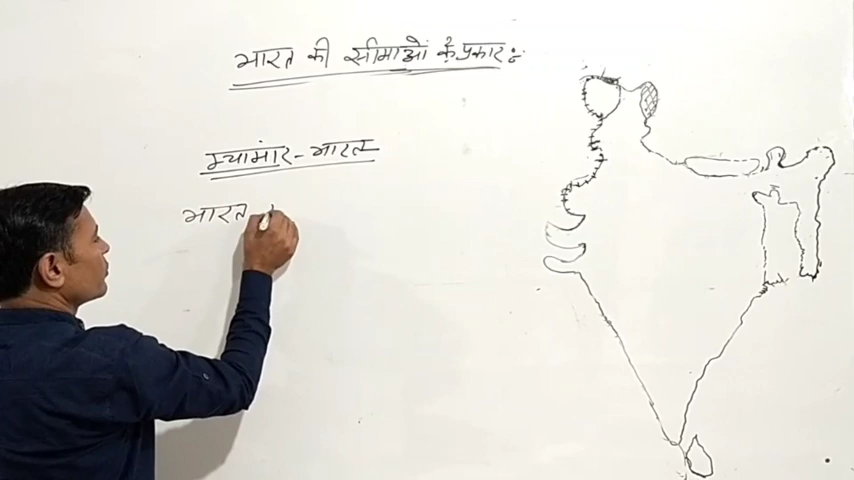 भारत की सीमाओं के प्रकार :-
म्यांमार - भारत
भारत